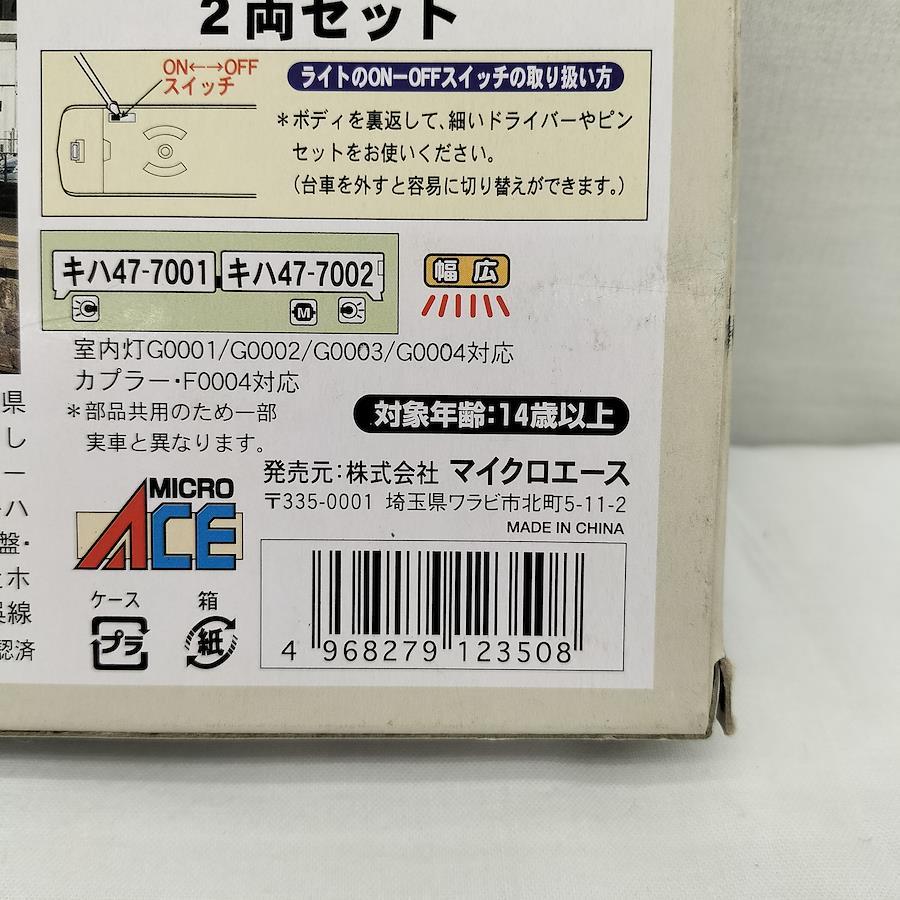 2両セット
ON←→OFF
スイッチ
ライトのON－OFFスイッチの取り扱い方
＊ボディを裏返して、細いドライバーやピン
セットをお使いください。
（台車を外すと容易に切り替えができます。）
キハ47-7001 キハ47-7002
M
幅広
室内灯G0001/G0002/G0003/G0004対応
カプラー・F0004対応
＊部品共用のため一部
実車と異なります。
対象年齢:14歳以上
発売元:株式会社 マイクロエース
〒335-0001 埼玉県ワラビ市北町5-11-2
MADE IN CHINA
MICRO
ACE
ケース
プラ
箱
紙
4 968279 123508
県
し
ー
ハ
盤・
ホ
線
認済